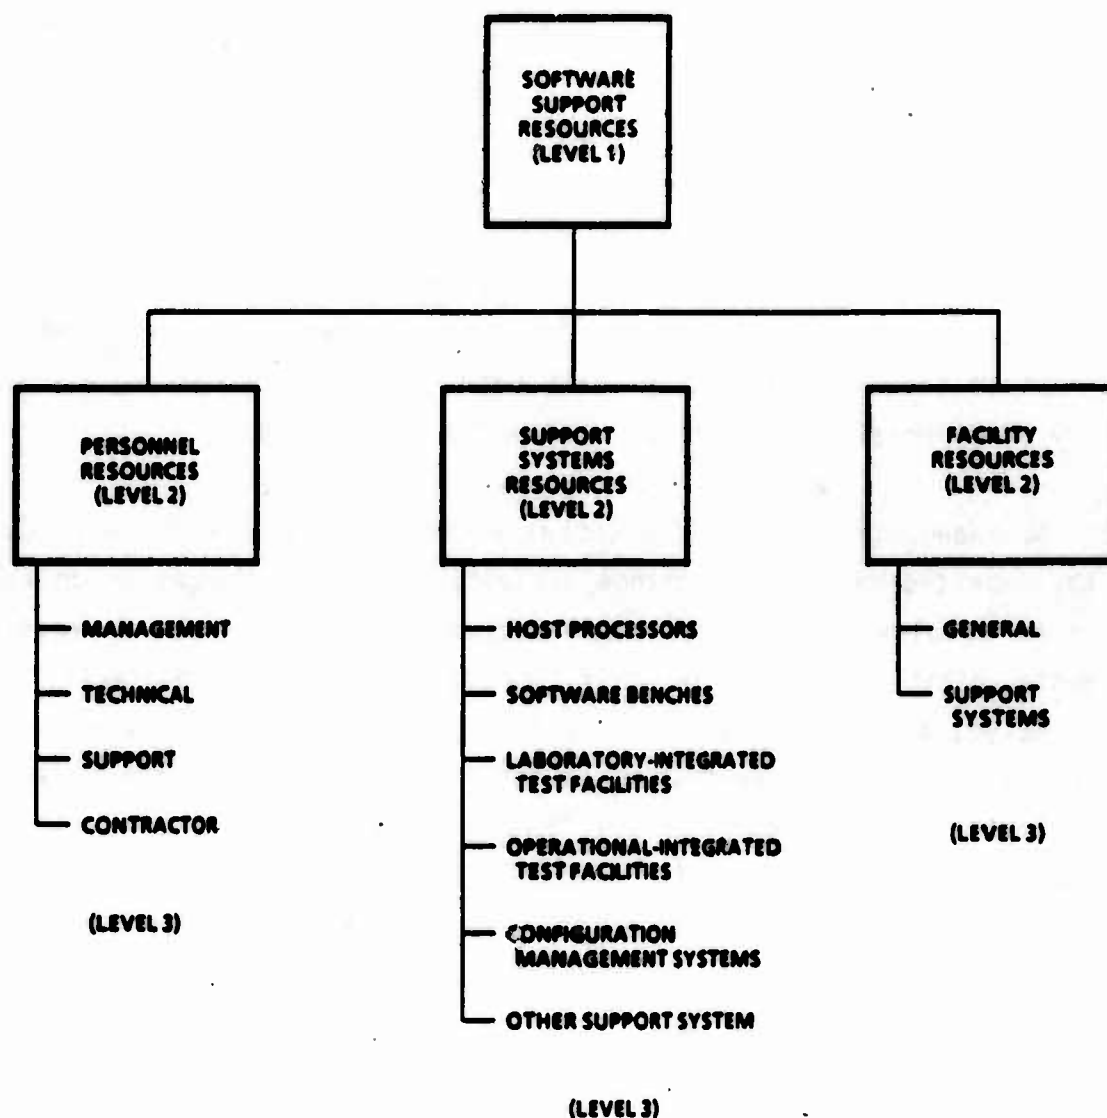 SOFTWARE
SUPPORT
RESOURCES
(LEVEL 1)
PERSONNEL
RESOURCES
(LEVEL 2)
SUPPORT
SYSTEMS
RESOURCES
(LEVEL 2)
FACILITY
RESOURCES
(LEVEL 2)
MANAGEMENT
TECHNICAL
SUPPORT
CONTRACTOR
(LEVEL 3)
HOST PROCESSORS
SOFTWARE BENCHES
LABORATORY-INTEGRATED
TEST FACILITIES
OPERATIONAL-INTEGRATED
TEST FACILITIES
CONFIGURATION
MANAGEMENT SYSTEMS
OTHER SUPPORT SYSTEM
(LEVEL 3)
GENERAL
SUPPORT
SYSTEMS
(LEVEL 3)